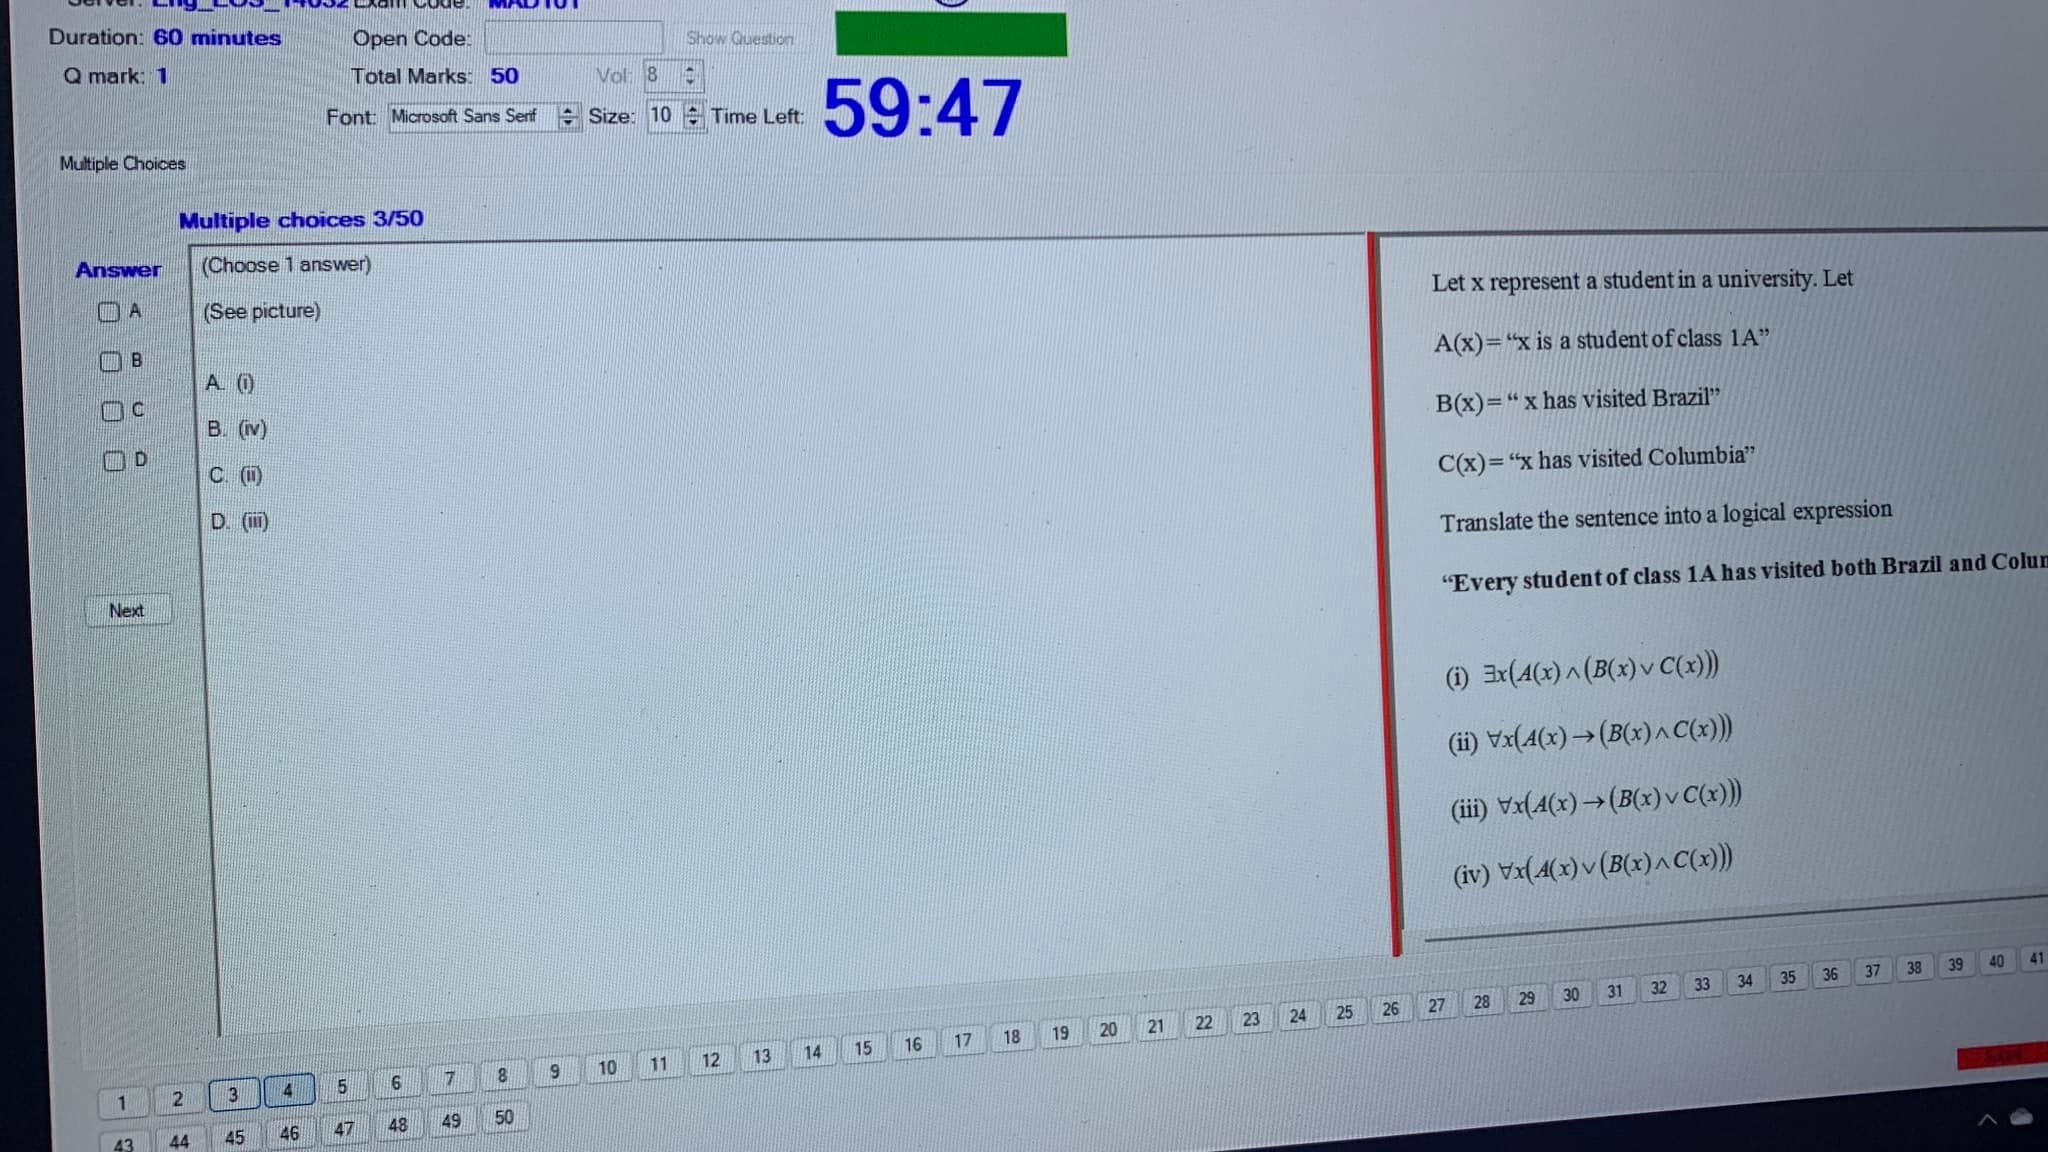 Server: Eng_EOS_14032 Exam Code: MAD101
Duration: 60 minutes Open Code: Show Question
Q mark: 1 Total Marks: 50 Vol: 8
Font: Microsoft Sans Serif Size: 10 Time Left: 59:47
Multiple Choices
Multiple choices 3/50
Answer
A
B
C
D
Next
(Choose 1 answer)
(See picture)
A. (i)
B. (iv)
C. (ii)
D. (iii)
Let x represent a student in a university. Let
A(x)= “x is a student of class 1A”
B(x)= “ x has visited Brazil”
C(x)= “x has visited Columbia”
Translate the sentence into a logical expression
“Every student of class 1A has visited both Brazil and Colum
(i) ∃x(A(x)∧(B(x)∨C(x)))
(ii) ∀x(A(x)→(B(x)∧C(x)))
(iii) ∀x(A(x)→(B(x)∨C(x)))
(iv) ∀x(A(x)∨(B(x)∧C(x)))
1 2 3 4 5 6 7 8 9 10 11 12 13 14 15 16 17 18 19 20 21 22 23 24 25 26 27 28 29 30 31 32 33 34 35 36 37 38 39 40 41
43 44 45 46 47 48 49 50